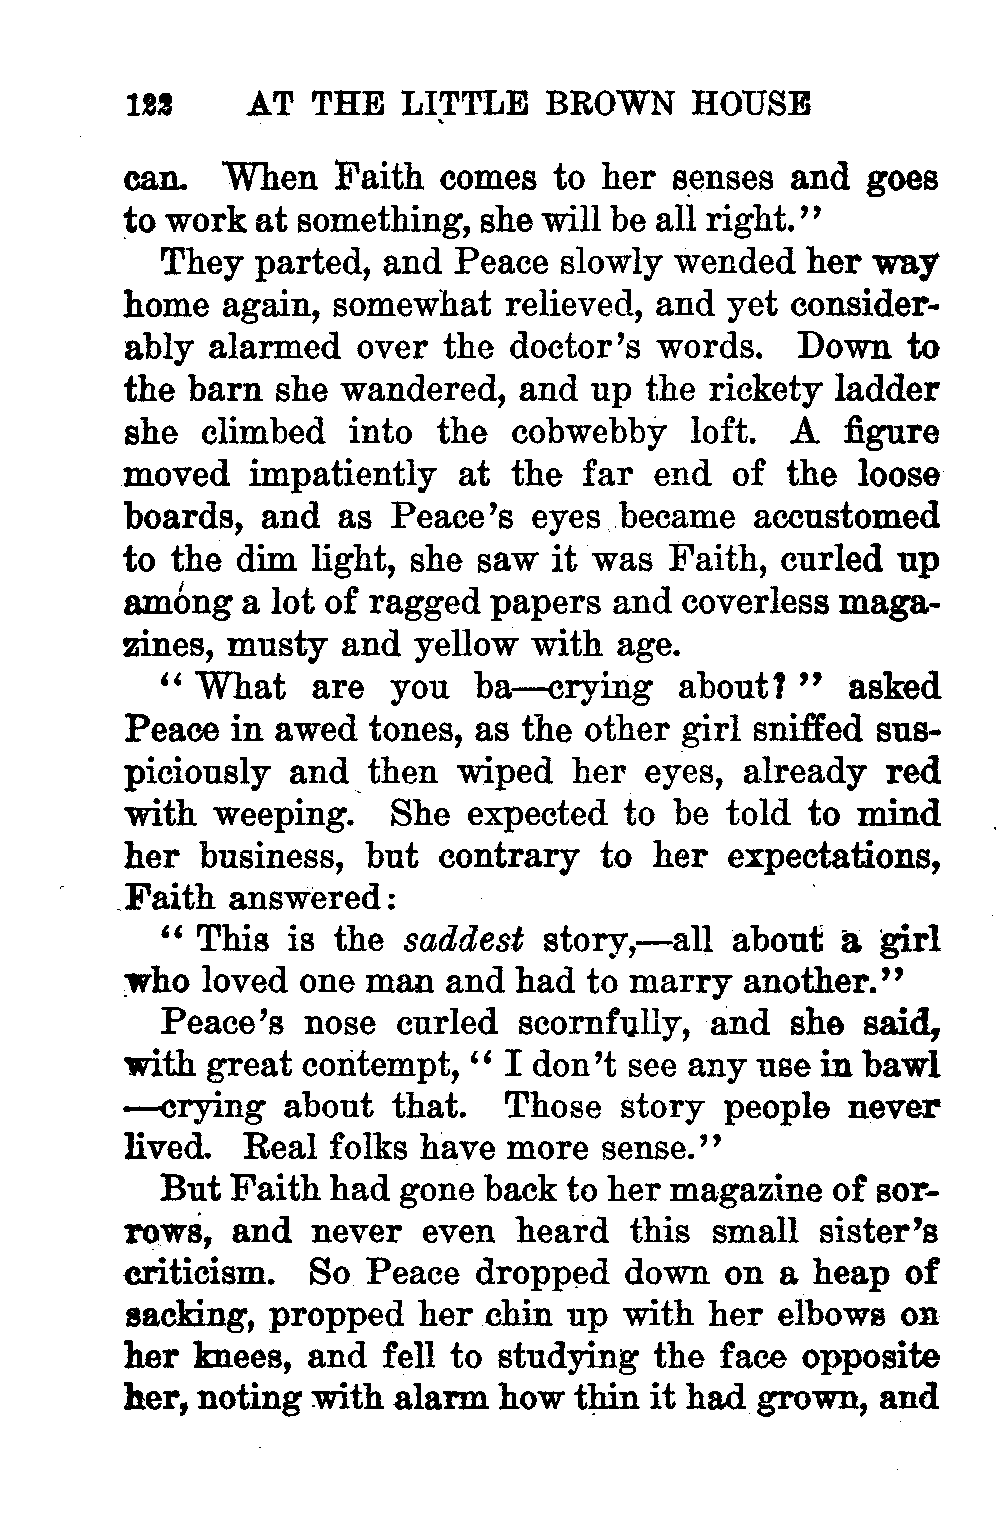 122 AT THE LITTLE BROWN HOUSE
can. When Faith comes to her senses and goes
to work at something, she will be all right."
They parted, and Peace slowly wended her way
home again, somewhat relieved, and yet consider-
ably alarmed over the doctor's words. Down to
the barn she wandered, and up the rickety ladder
she climbed into the cobwebby loft. A figure
moved impatiently at the far end of the loose
boards, and as Peace's eyes became accustomed
to the dim light, she saw it was Faith, curled up
among a lot of ragged papers and coverless maga-
zines, musty and yellow with age.
"What are you ba—crying about?" asked
Peace in awed tones, as the other girl sniffed sus-
piciously and then wiped her eyes, already red
with weeping. She expected to be told to mind
her business, but contrary to her expectations,
Faith answered:
"This is the saddest story,—all about a girl
who loved one man and had to marry another."
Peace's nose curled scornfully, and she said,
with great contempt, "I don't see any use in bawl
—crying about that. Those story people never
lived. Real folks have more sense."
But Faith had gone back to her magazine of sor-
rows, and never even heard this small sister's
criticism. So Peace dropped down on a heap of
sacking, propped her chin up with her elbows on
her knees, and fell to studying the face opposite
her, noting with alarm how thin it had grown, and